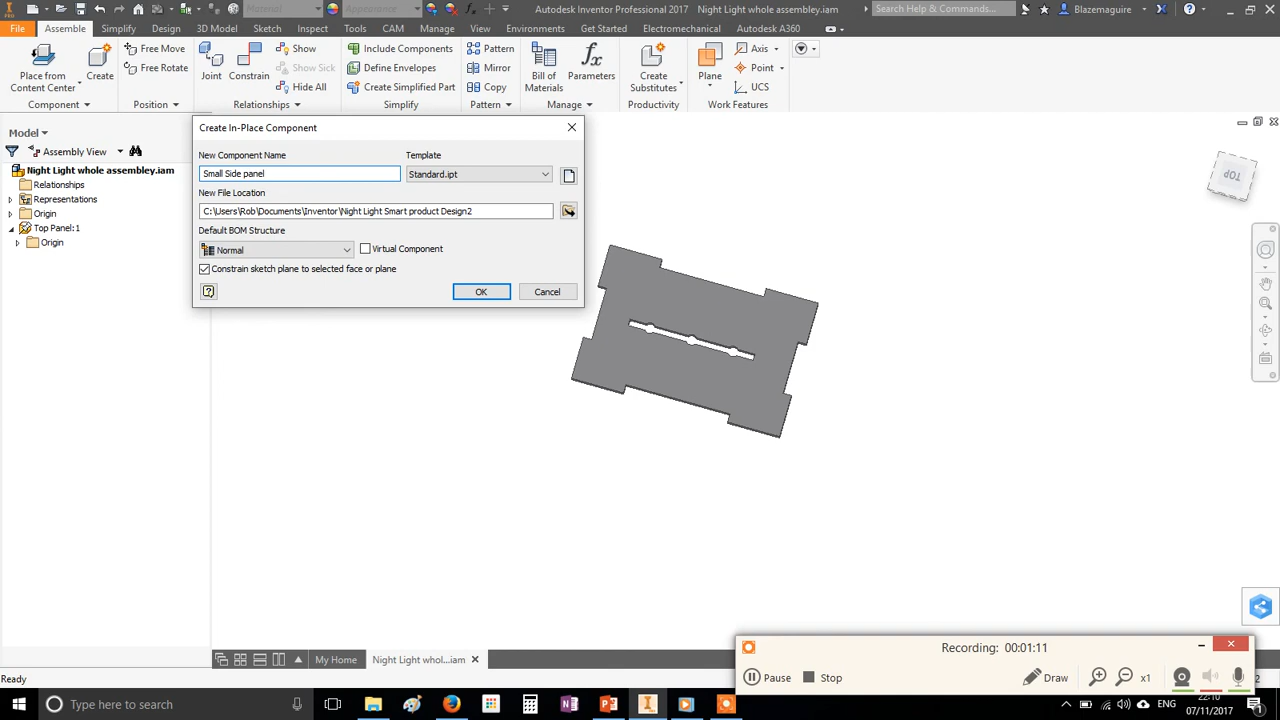 Material
Appearance
Autodesk Inventor Professional 2017 Night Light whole assembley.iam
Search Help & Commands...
Blazemaguire
File
Assemble
Simplify
Design
3D Model
Sketch
Inspect
Tools
Manage
View
Environments
Get Started
Electromechanical
Autodesk A360
Place from
Content Center
Create
Component
Free Move
Free Rotate
Position
Joint
Constrain
Show
Show Sick
Hide All
Relationships
Include Components
Define Envelopes
Create Simplified Part
Simplify
Pattern
Mirror
Copy
Pattern
Bill of
Materials
Parameters
Manage
Create
Substitutes
Productivity
Plane
Axis
Point
UCS
Work Features
Model
Assembly View
Night Light whole assembley.iam
Relationships
Representations
Origin
Top Panel:1
Origin
Create In-Place Component
New Component Name
Template
Small Side panel
Standard.ipt
New File Location
C:\Users\Rob\Documents\Inventor\Night Light Smart product Design2
Default BOM Structure
Normal
Virtual Component
Constrain sketch plane to selected face or plane
OK
Cancel
TOP
My Home
Night Light whol...iam
Ready
Recording: 00:01:11
Pause
Stop
Draw
x1
2
Type here to search
ENG
22:10
07/11/2017